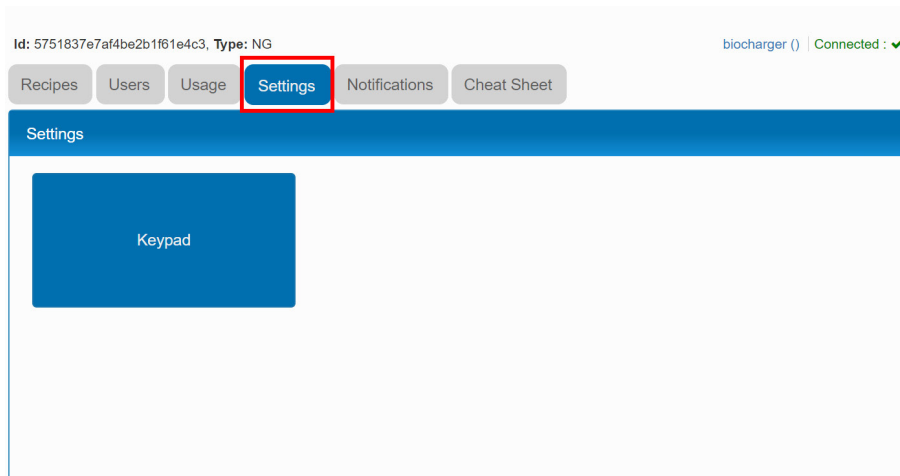 Id: 5751837e7af4be2b1f61e4c3, Type: NG biocharger () Connected : ✔
Recipes Users Usage Settings Notifications Cheat Sheet
Settings
Keypad